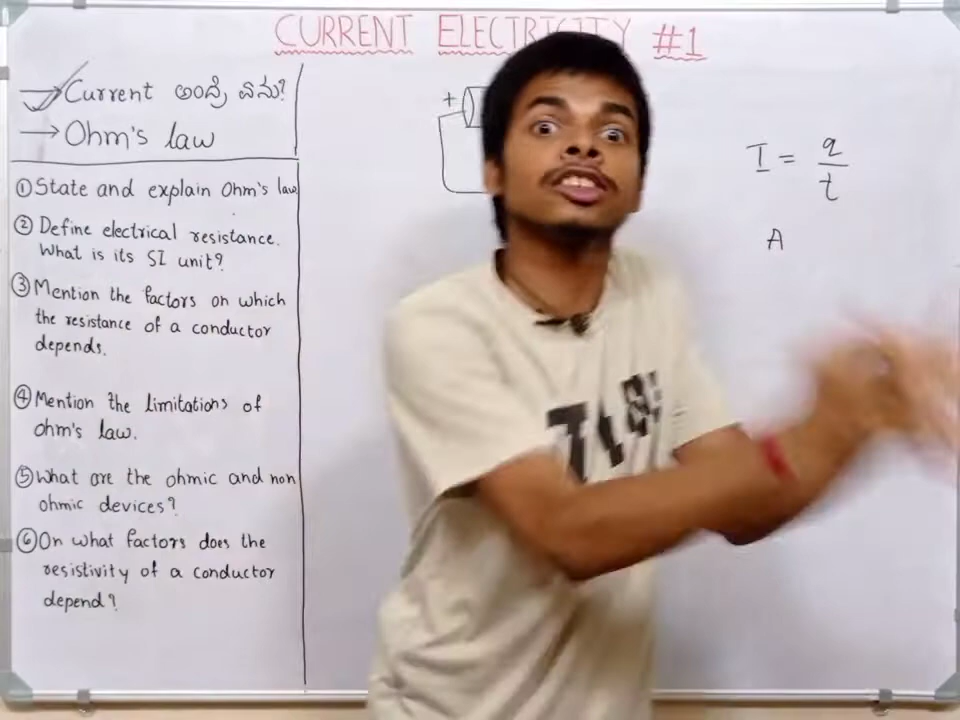 CURRENT ELECTRICITY #1
Current ಅಂದ್ರೆ ಏನು?
Ohm's law
① State and explain Ohm's law
② Define electrical resistance.
What is its SI unit?
③ Mention the factors on which
the resistance of a conductor
depends.
④ Mention the limitations of
ohm's law.
⑤ What are the ohmic and non
ohmic devices?
⑥ On what factors does the
resistivity of a conductor
depend?
+
I = q/t
A